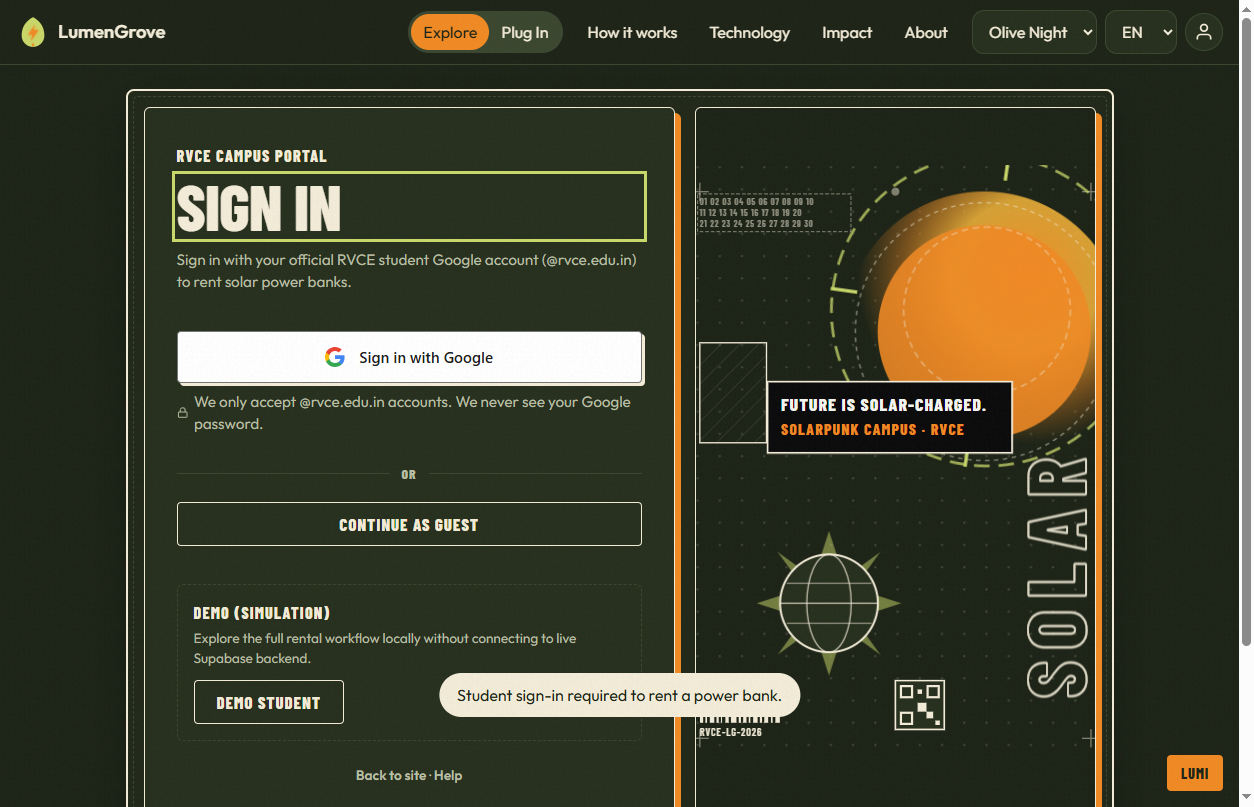 LumenGrove
Explore
Plug In
How it works
Technology
Impact
About
Olive Night
EN
RVCE CAMPUS PORTAL
SIGN IN
Sign in with your official RVCE student Google account (@rvce.edu.in)
to rent solar power banks.
Sign in with Google
We only accept @rvce.edu.in accounts. We never see your Google
password.
OR
CONTINUE AS GUEST
DEMO (SIMULATION)
Explore the full rental workflow locally without connecting to live
Supabase backend.
DEMO STUDENT
Back to site · Help
01 02 03 04 05 06 07 08 09 10
11 12 13 14 15 16 17 18 19 20
21 22 23 24 25 26 27 28 29 30
FUTURE IS SOLAR-CHARGED.
SOLARPUNK CAMPUS · RVCE
SOLAR
Student sign-in required to rent a power bank.
RVCE-LG-2026
LUMI